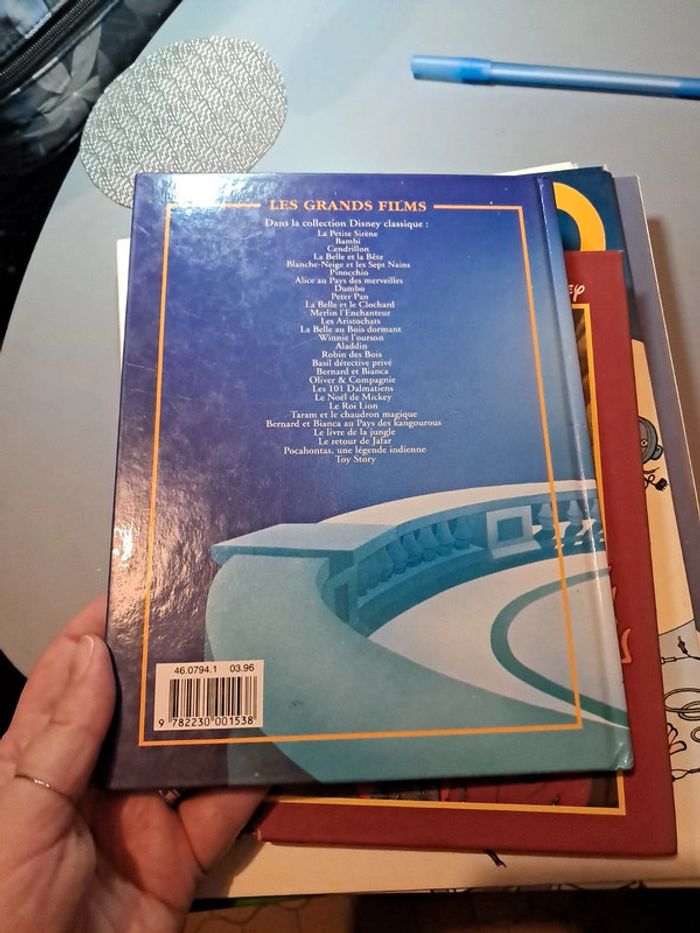 LES GRANDS FILMS
Dans la collection Disney classique :
La Petite Sirène
Bambi
Cendrillon
La Belle et la Bête
Blanche-Neige et les Sept Nains
Pinocchio
Alice au Pays des merveilles
Dumbo
Peter Pan
La Belle et le Clochard
Merlin l'Enchanteur
Les Aristochats
La Belle au Bois dormant
Winnie l'ourson
Aladdin
Robin des Bois
Basil détective privé
Bernard et Bianca
Oliver & Compagnie
Les 101 Dalmatiens
Le Noël de Mickey
Le Roi Lion
Taram et le chaudron magique
Bernard et Bianca au Pays des kangourous
Le livre de la jungle
Le retour de Jafar
Pocahontas, une légende indienne
Toy Story
46.0794.1 03.96
9 782230 001538